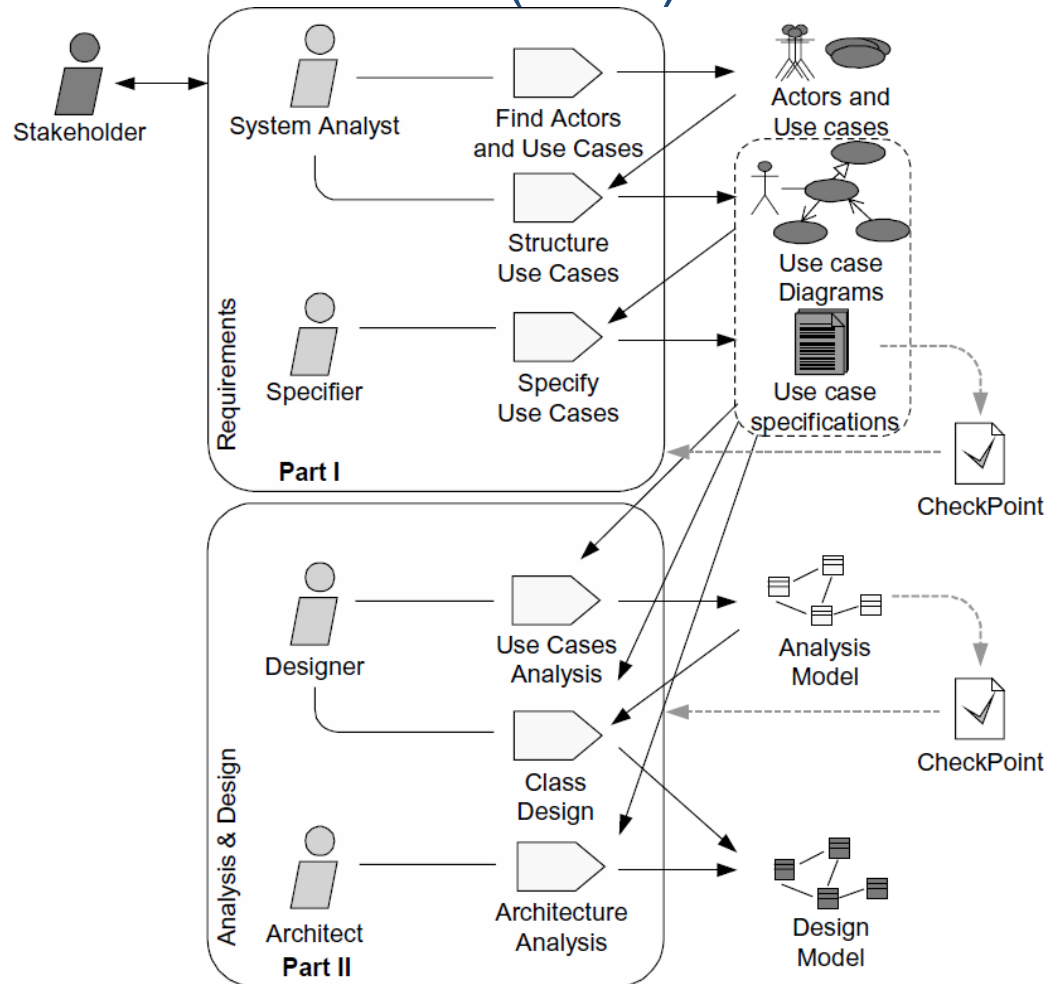 Stakeholder
System Analyst
Find Actors
and Use Cases
Actors and
Use cases
Structure
Use Cases
Use case
Diagrams
Requirements
Specifier
Specify
Use Cases
Use case
specifications
Part I
CheckPoint
Designer
Use Cases
Analysis
Analysis
Model
CheckPoint
Class
Design
Analysis & Design
Architect
Architecture
Analysis
Design
Model
Part II